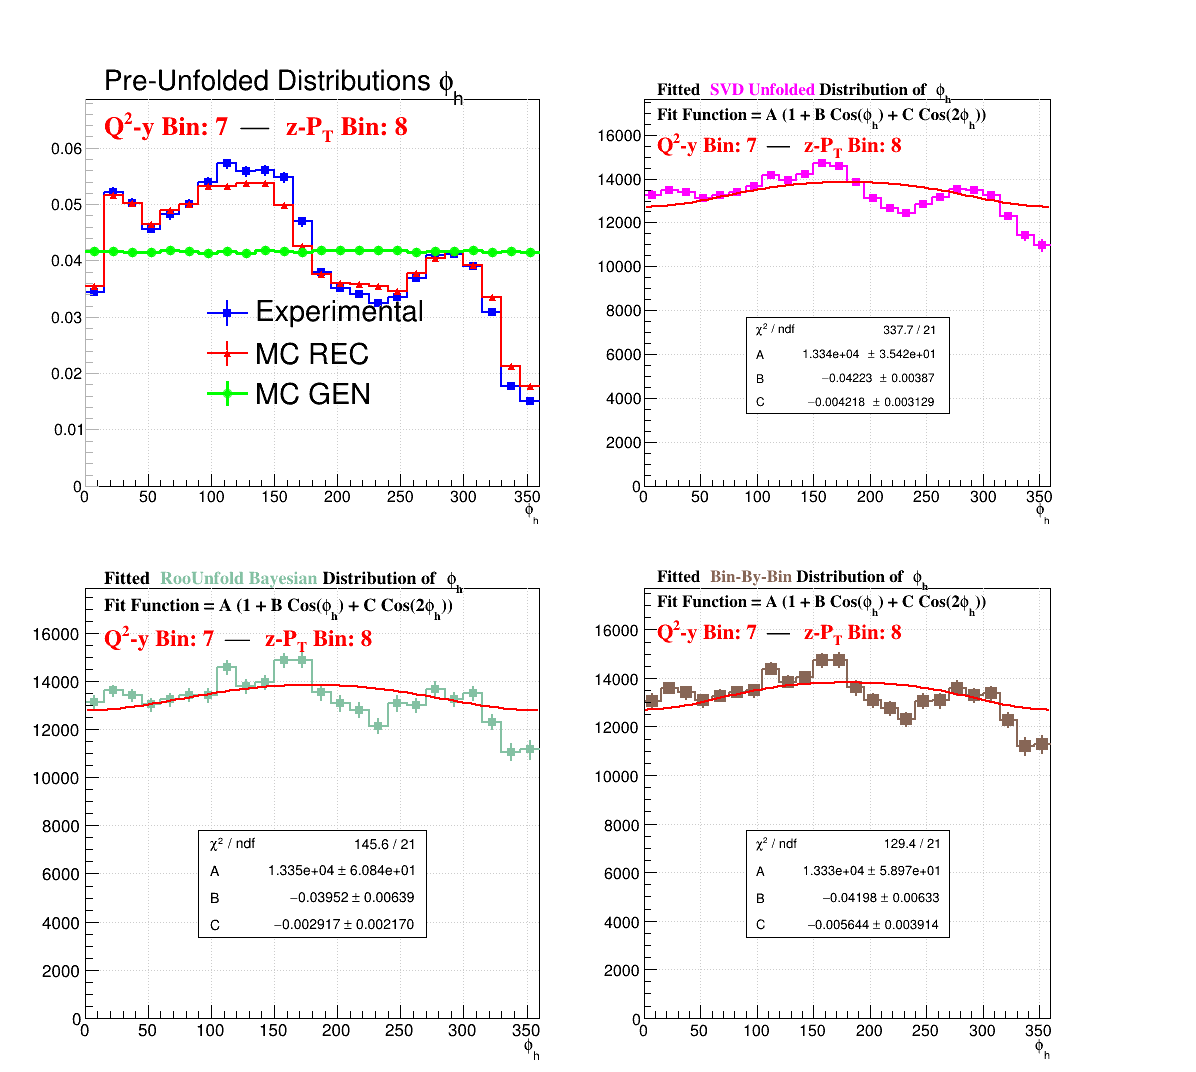 Pre-Unfolded Distributions ϕh
Q²-y Bin: 7 — z-PT Bin: 8
0.06
0.05
0.04
0.03
0.02
0.01
0
Experimental
MC REC
MC GEN
0 50 100 150 200 250 300 350
ϕh
Fitted SVD Unfolded Distribution of ϕh
Fit Function = A (1 + B Cos(ϕh) + C Cos(2ϕh))
Q²-y Bin: 7 — z-PT Bin: 8
16000
14000
12000
10000
8000
6000
4000
2000
0
χ² / ndf 337.7 / 21
A 1.334e+04 ± 3.542e+01
B −0.04223 ± 0.00387
C −0.004218 ± 0.003129
0 50 100 150 200 250 300 350
ϕh
Fitted RooUnfold Bayesian Distribution of ϕh
Fit Function = A (1 + B Cos(ϕh) + C Cos(2ϕh))
Q²-y Bin: 7 — z-PT Bin: 8
16000
14000
12000
10000
8000
6000
4000
2000
0
χ² / ndf 145.6 / 21
A 1.335e+04 ± 6.084e+01
B −0.03952 ± 0.00639
C −0.002917 ± 0.002170
0 50 100 150 200 250 300 350
ϕh
Fitted Bin-By-Bin Distribution of ϕh
Fit Function = A (1 + B Cos(ϕh) + C Cos(2ϕh))
Q²-y Bin: 7 — z-PT Bin: 8
16000
14000
12000
10000
8000
6000
4000
2000
0
χ² / ndf 129.4 / 21
A 1.333e+04 ± 5.897e+01
B −0.04198 ± 0.00633
C −0.005644 ± 0.003914
0 50 100 150 200 250 300 350
ϕh